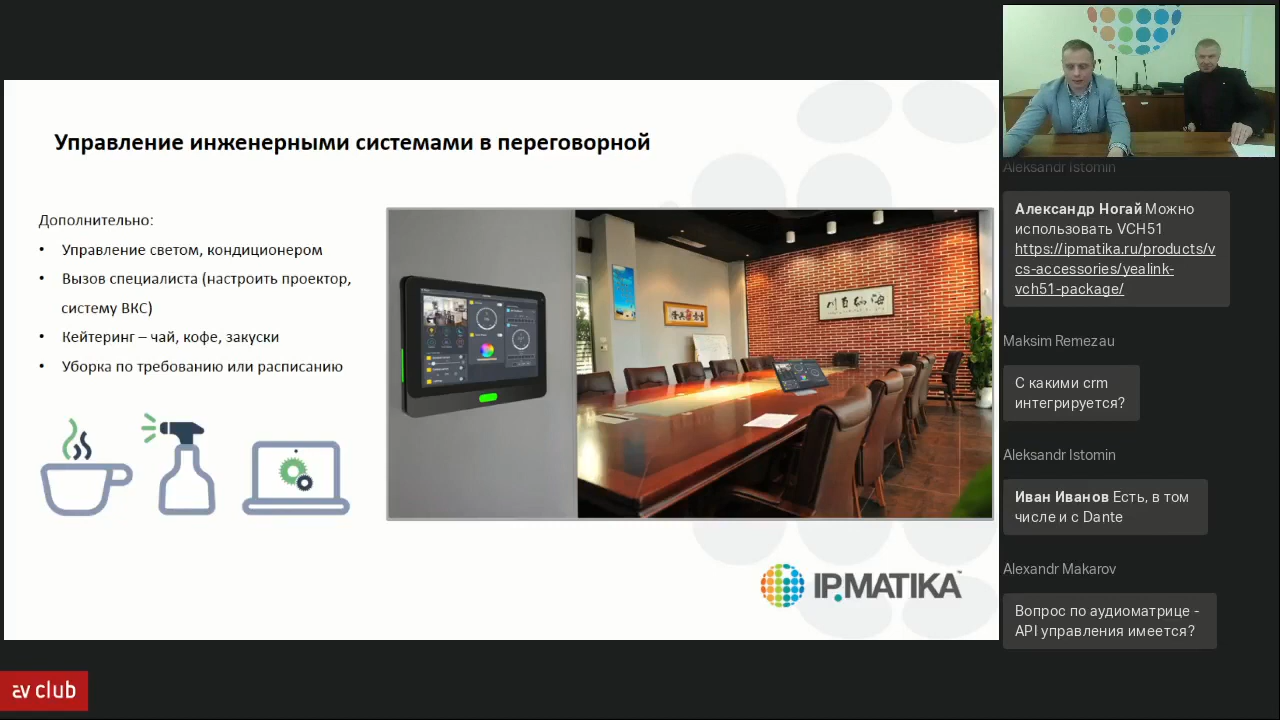 Управление инженерными системами в переговорной
Дополнительно:
• Управление светом, кондиционером
• Вызов специалиста (настроить проектор,
систему ВКС)
• Кейтеринг – чай, кофе, закуски
• Уборка по требованию или расписанию
IPMATIKA™
av club
Aleksandr Istomin
Александр Ногай Можно
использовать VCH51
https://ipmatika.ru/products/v
cs-accessories/yealink-
vch51-package/
Maksim Remezau
С какими crm
интегрируется?
Aleksandr Istomin
Иван Иванов Есть, в том
числе и с Dante
Alexandr Makarov
Вопрос по аудиоматрице -
API управления имеется?